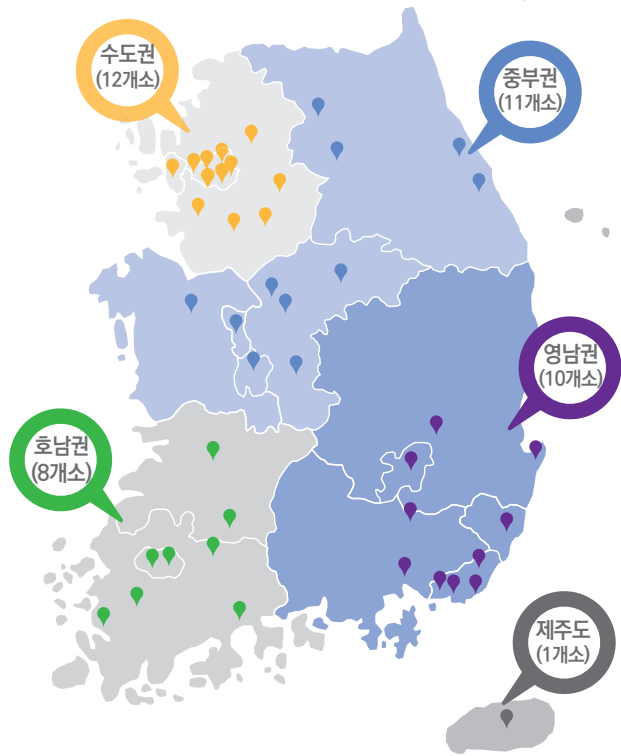 수도권
(12개소)
중부권
(11개소)
영남권
(10개소)
호남권
(8개소)
제주도
(1개소)